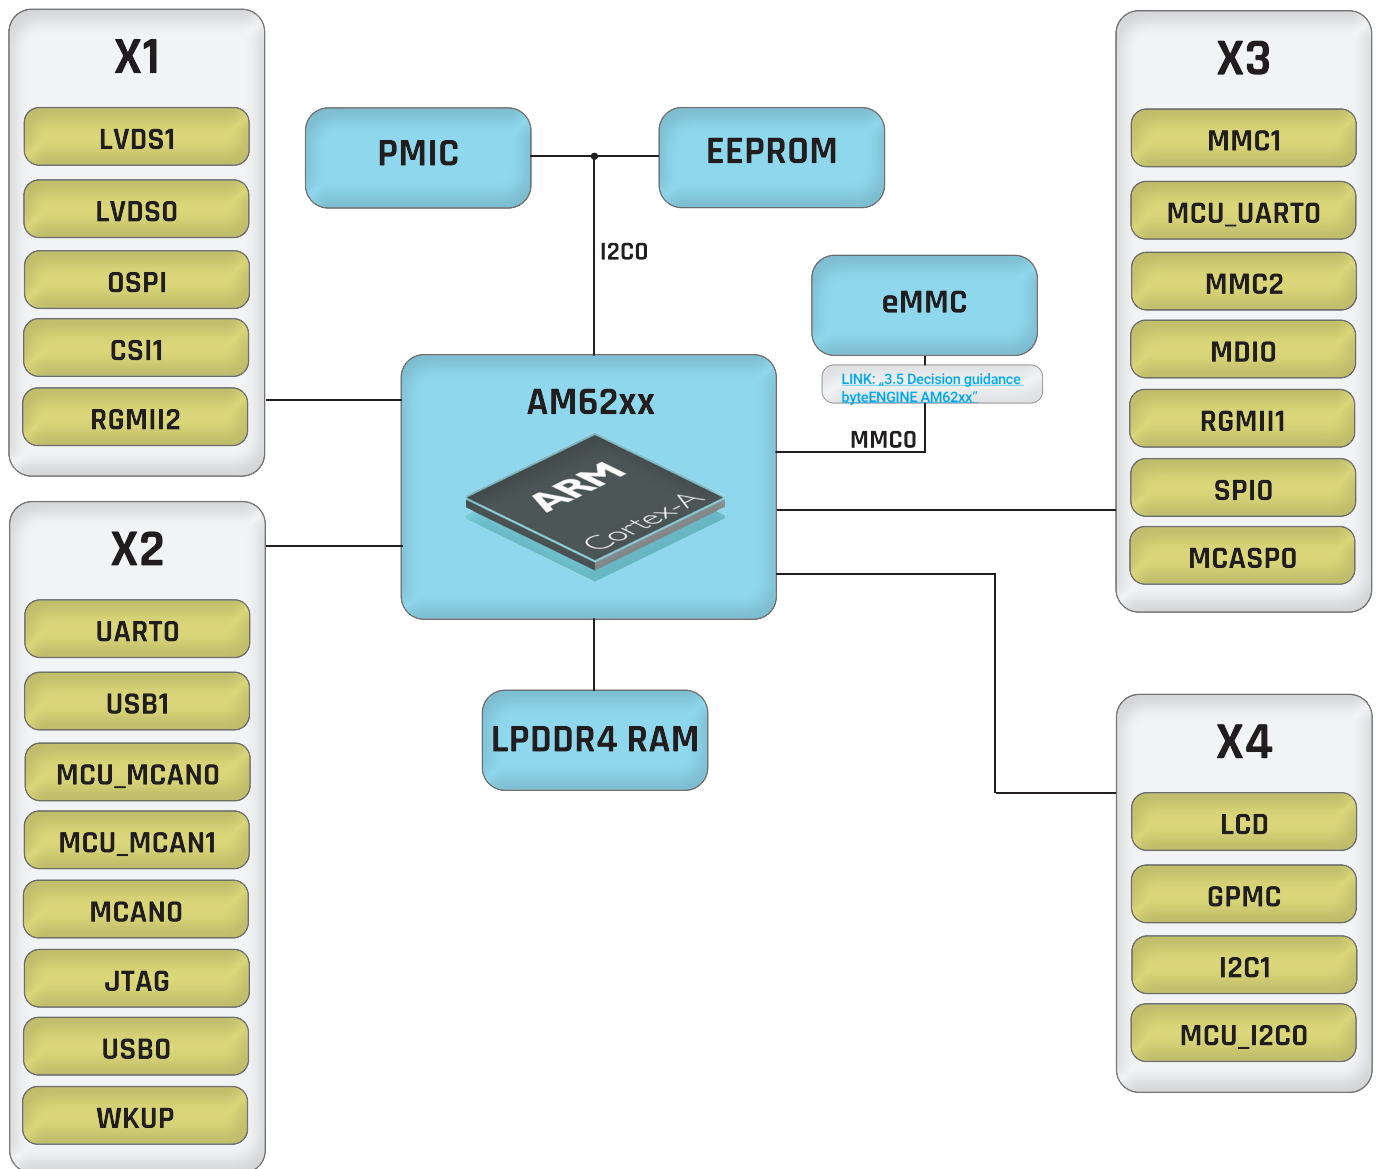 X1
LVDS1
LVDS0
OSPI
CSI1
RGMII2
X2
UART0
USB1
MCU_MCAN0
MCU_MCAN1
MCAN0
JTAG
USB0
WKUP
PMIC
EEPROM
I2C0
eMMC
LINK: „3.5 Decision guidance
byteENGINE AM62xx“
MMC0
AM62xx
ARM
Cortex-A
LPDDR4 RAM
X3
MMC1
MCU_UART0
MMC2
MDIO
RGMII1
SPI0
MCASP0
X4
LCD
GPMC
I2C1
MCU_I2C0